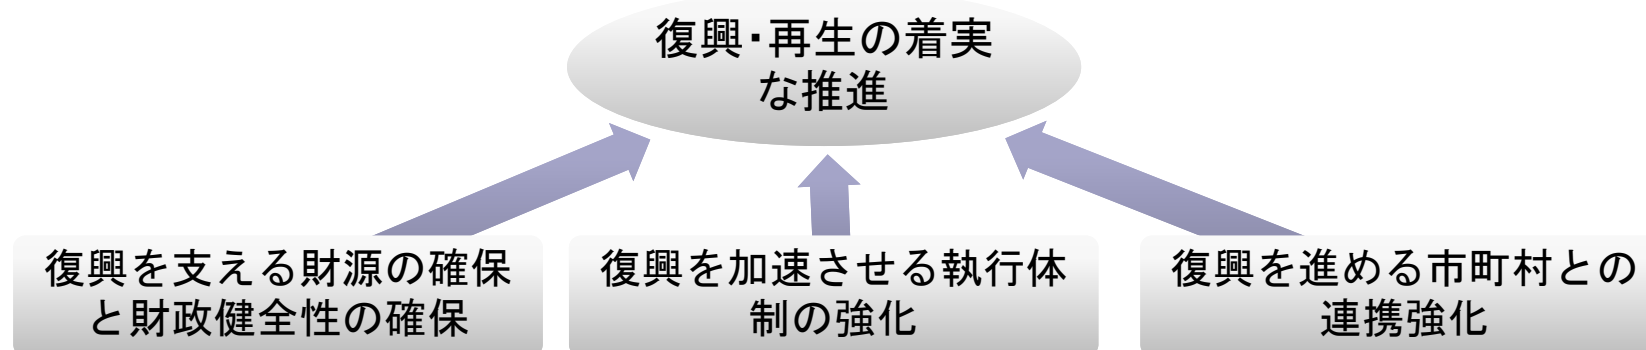 復興・再生の着実
な推進
復興を支える財源の確保
と財政健全性の確保
復興を加速させる執行体
制の強化
復興を進める市町村との
連携強化